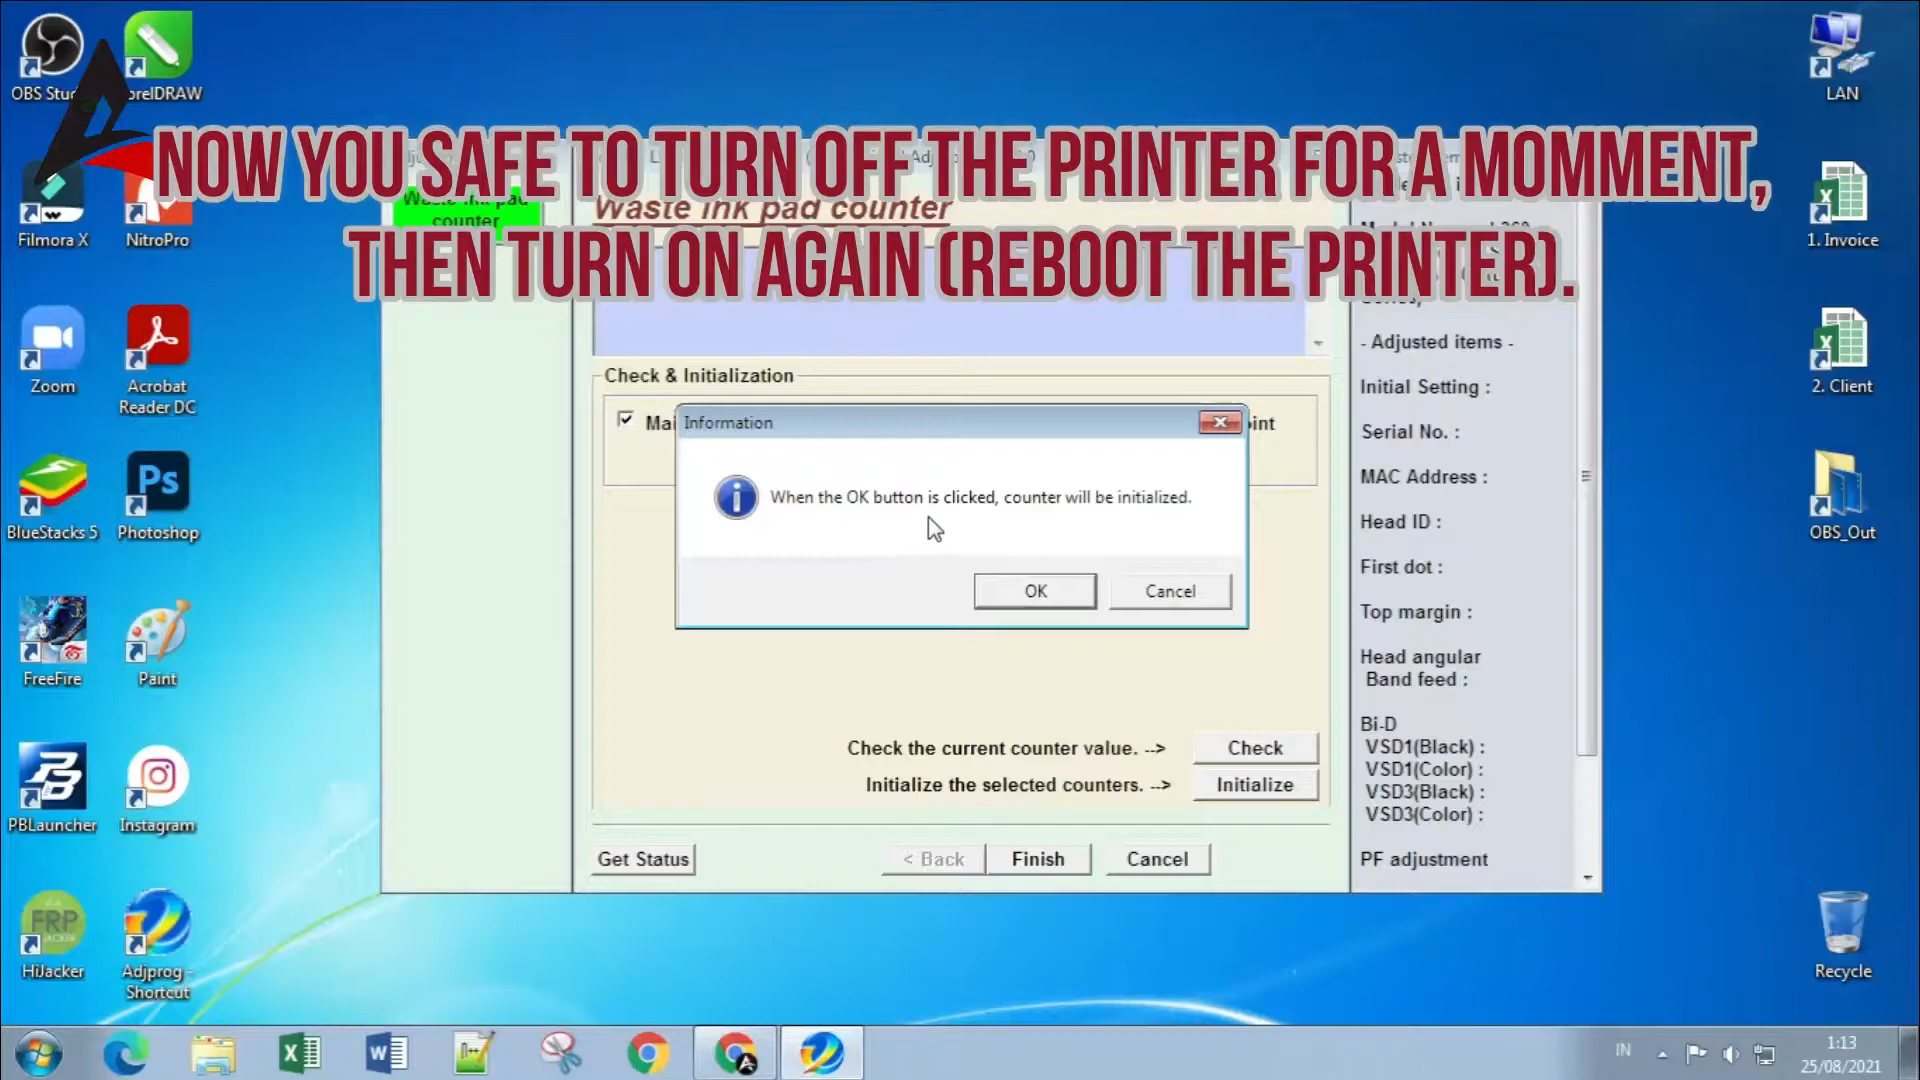 NOW YOU SAFE TO TURN OFF THE PRINTER FOR A MOMMENT,
THEN TURN ON AGAIN (REBOOT THE PRINTER).
OBS
LAN
Filmora X
NitroPro
1. Invoice
Zoom
Acrobat
Reader DC
2. Client
BlueStacks 5
Photoshop
OBS_Out
FreeFire
Paint
PBLauncher
Instagram
HiJacker
Adjprog -
Shortcut
Recycle
Waste ink pad
counter
Waste ink pad counter
Check & Initialization
Information
When the OK button is clicked, counter will be initialized.
OK
Cancel
Check the current counter value. -->
Check
Initialize the selected counters. -->
Initialize
Get Status
< Back
Finish
Cancel
- Adjusted items -
Initial Setting :
Serial No. :
MAC Address :
Head ID :
First dot :
Top margin :
Head angular
Band feed :
Bi-D
VSD1(Black) :
VSD1(Color) :
VSD3(Black) :
VSD3(Color) :
PF adjustment
IN
1:13
25/08/2021